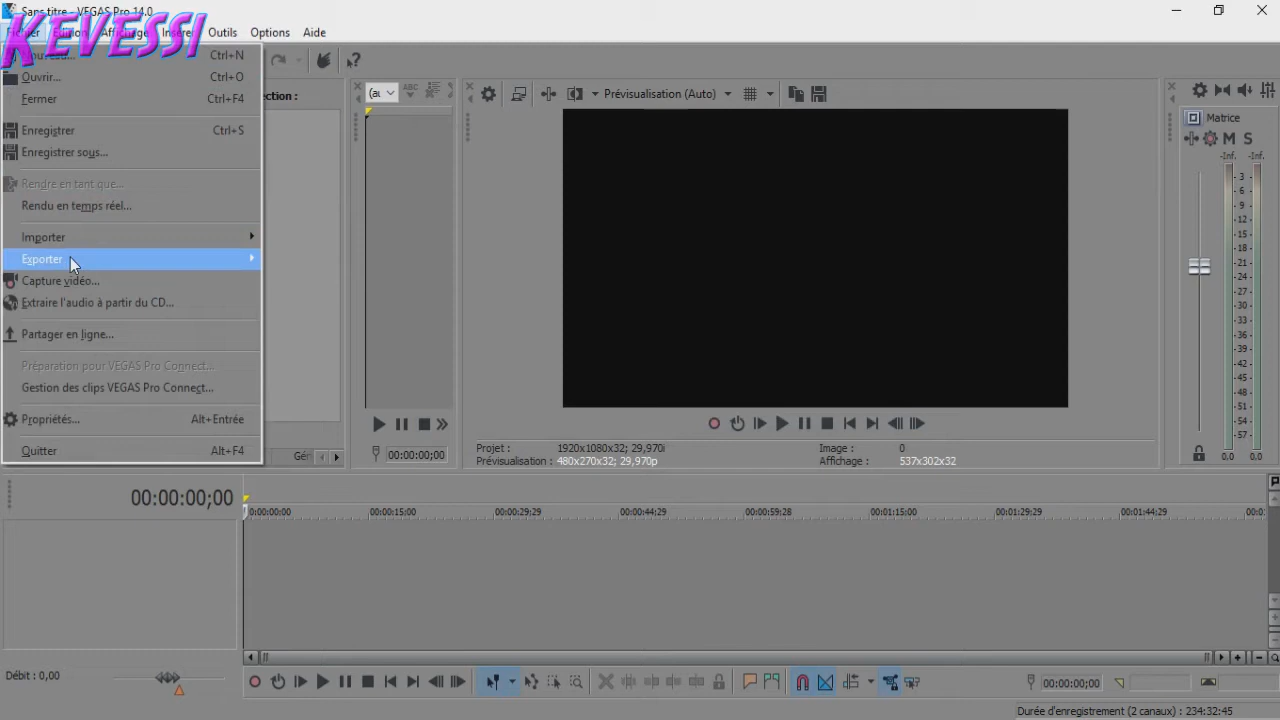 Sans titre - VEGAS Pro 14.0
KEVESSI
Outils Options Aide
Ctrl+N
Ouvrir... Ctrl+O
Fermer Ctrl+F4
Enregistrer Ctrl+S
Enregistrer sous...
Rendre en tant que...
Rendu en temps réel...
Importer
Exporter
Capture vidéo...
Extraire l'audio à partir du CD...
Partager en ligne...
Préparation pour VEGAS Pro Connect...
Gestion des clips VEGAS Pro Connect...
Propriétés... Alt+Entrée
Quitter Alt+F4
ection :
(au
ABC
Prévisualisation (Auto)
Matrice
M S
-Inf. -Inf.
3
6
9
12
15
18
21
24
27
30
33
36
39
42
45
48
51
54
57
0.0 0.0
Gér
00:00:00;00
Projet : 1920x1080x32; 29,970i
Prévisualisation : 480x270x32; 29,970p
Image : 0
Affichage : 537x302x32
00:00:00;00
0:00:00:00 00:00:15:00 00:00:29:29 00:00:44:29 00:00:59:28 00:01:15:00 00:01:29:29 00:01:44:29 00:0
Débit : 0,00
00:00:00;00
Durée d'enregistrement (2 canaux) : 234:32:45